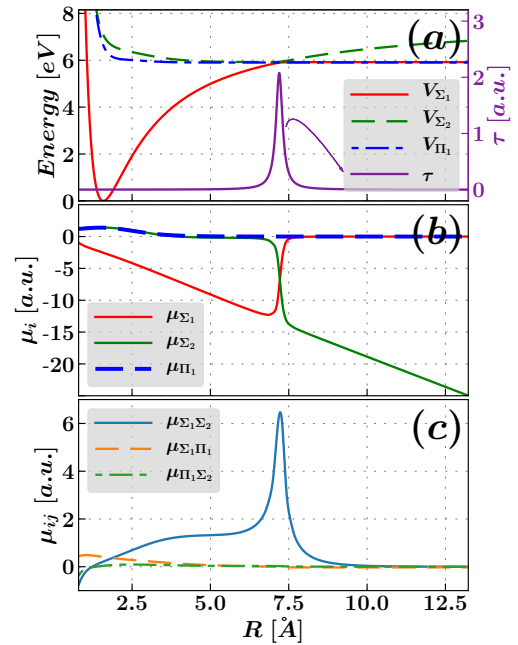 (a)
Energy [eV]
8
6
4
2
0
3
2
1
0
τ [a.u.]
V_Σ₁
V_Σ₂
V_Π₁
τ
(b)
μ_i [a.u.]
0
-5
-10
-15
-20
μ_Σ₁
μ_Σ₂
μ_Π₁
(c)
μ_ij [a.u.]
6
4
2
0
μ_Σ₁Σ₂
μ_Σ₁Π₁
μ_Π₁Σ₂
2.5 5.0 7.5 10.0 12.5
R [Å]